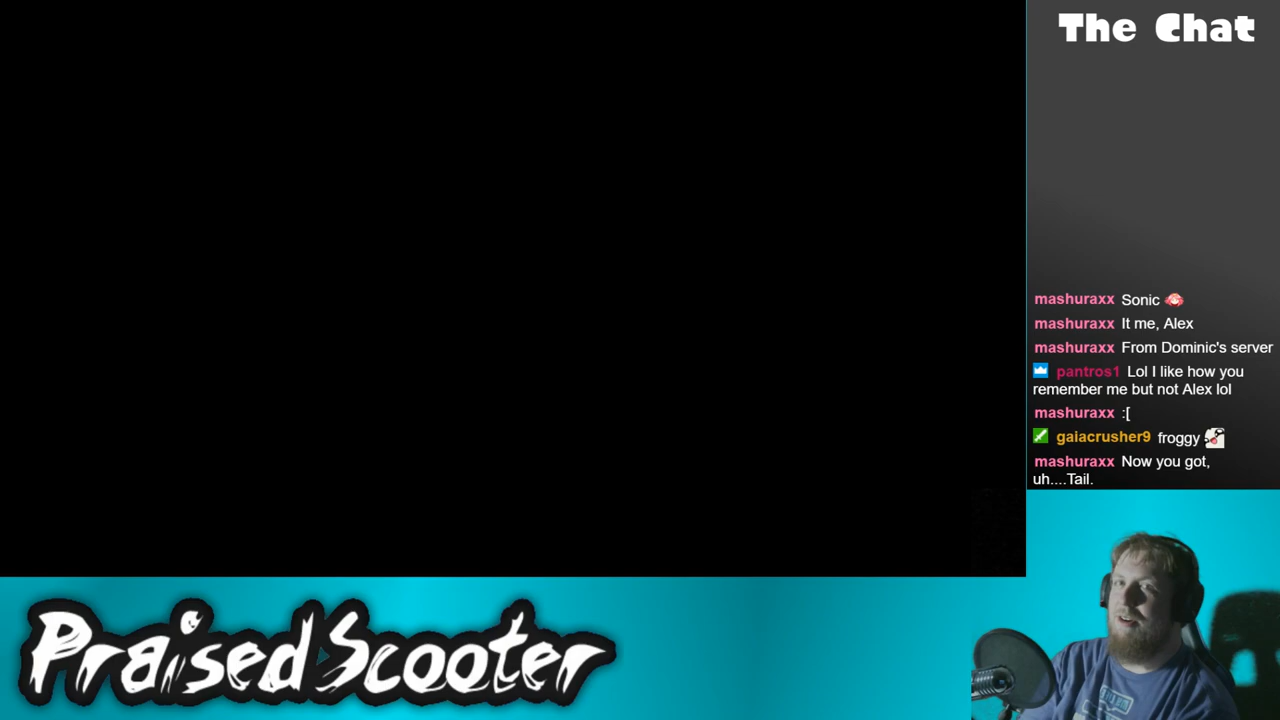 The Chat
mashuraxx Sonic
mashuraxx It me, Alex
mashuraxx From Dominic's server
pantros1 Lol I like how you
remember me but not Alex lol
mashuraxx :[
gaiacrusher9 froggy
mashuraxx Now you got,
uh....Tail.
PraisedScooter